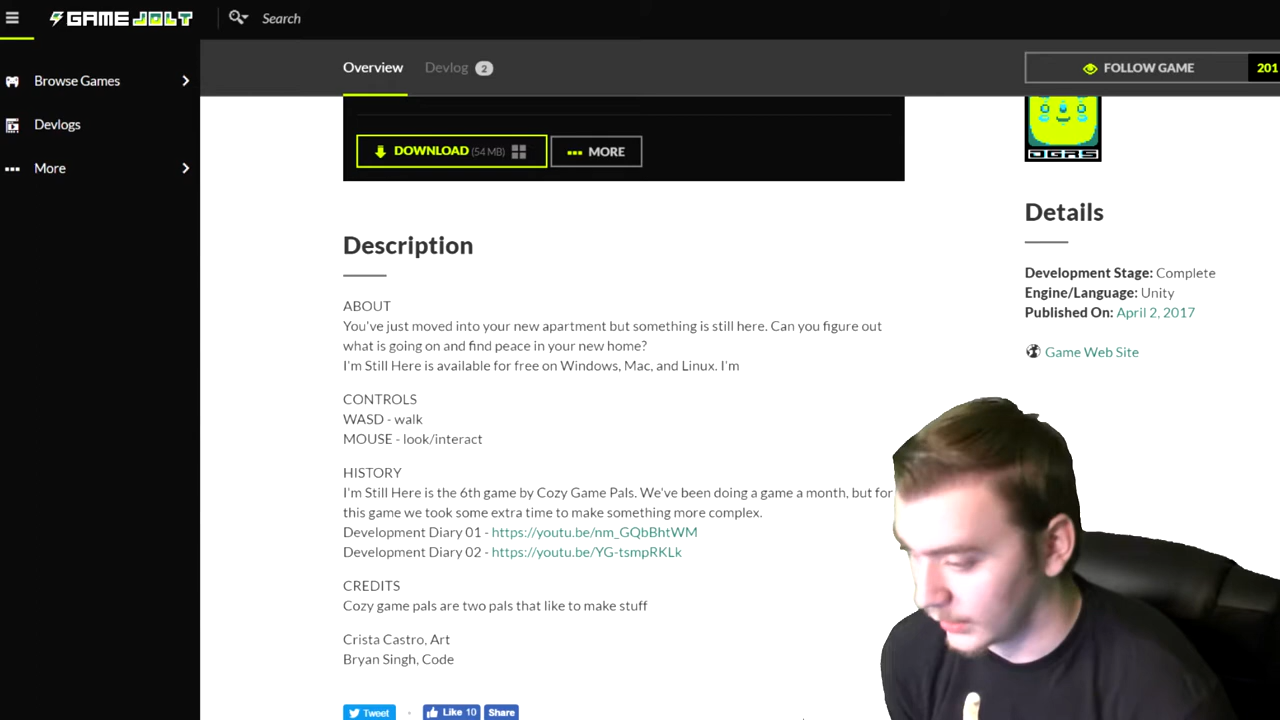 GAME JOLT
Search
Browse Games
Devlogs
More
Overview
Devlog 2
FOLLOW GAME 201
DOWNLOAD (54 MB)
MORE
DGRS
Description
ABOUT
You've just moved into your new apartment but something is still here. Can you figure out
what is going on and find peace in your new home?
I'm Still Here is available for free on Windows, Mac, and Linux. I'm
CONTROLS
WASD - walk
MOUSE - look/interact
HISTORY
I'm Still Here is the 6th game by Cozy Game Pals. We've been doing a game a month, but for
this game we took some extra time to make something more complex.
Development Diary 01 - https://youtu.be/nm_GQbBhtWM
Development Diary 02 - https://youtu.be/YG-tsmpRKLk
CREDITS
Cozy game pals are two pals that like to make stuff
Crista Castro, Art
Bryan Singh, Code
Tweet
Like 10
Share
Details
Development Stage: Complete
Engine/Language: Unity
Published On: April 2, 2017
Game Web Site